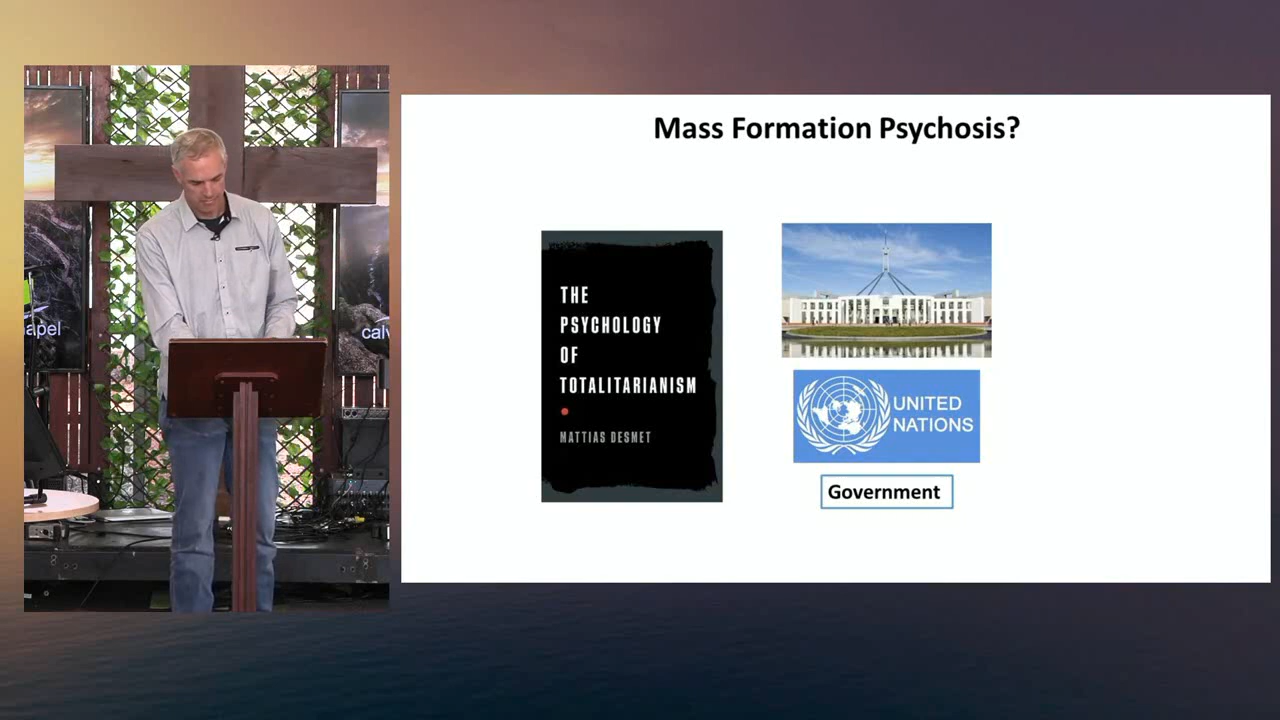 Mass Formation Psychosis?
THE
PSYCHOLOGY
OF
TOTALITARIANISM
MATTIAS DESMET
UNITED
NATIONS
Government
apel
calv